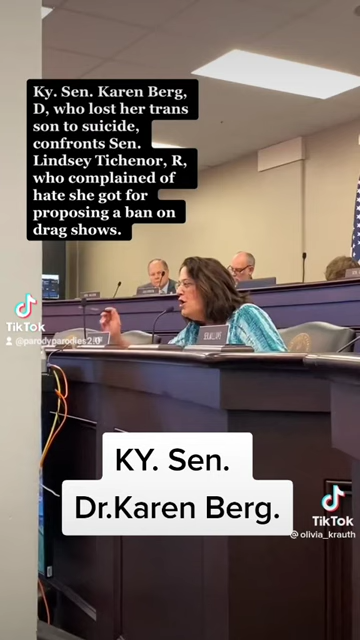 Ky. Sen. Karen Berg,
D, who lost her trans
son to suicide,
confronts Sen.
Lindsey Tichenor, R,
who complained of
hate she got for
proposing a ban on
drag shows.
TikTok
@parodyparodies2.0
KY. Sen.
Dr.Karen Berg.
TikTok
@ olivia_krauth